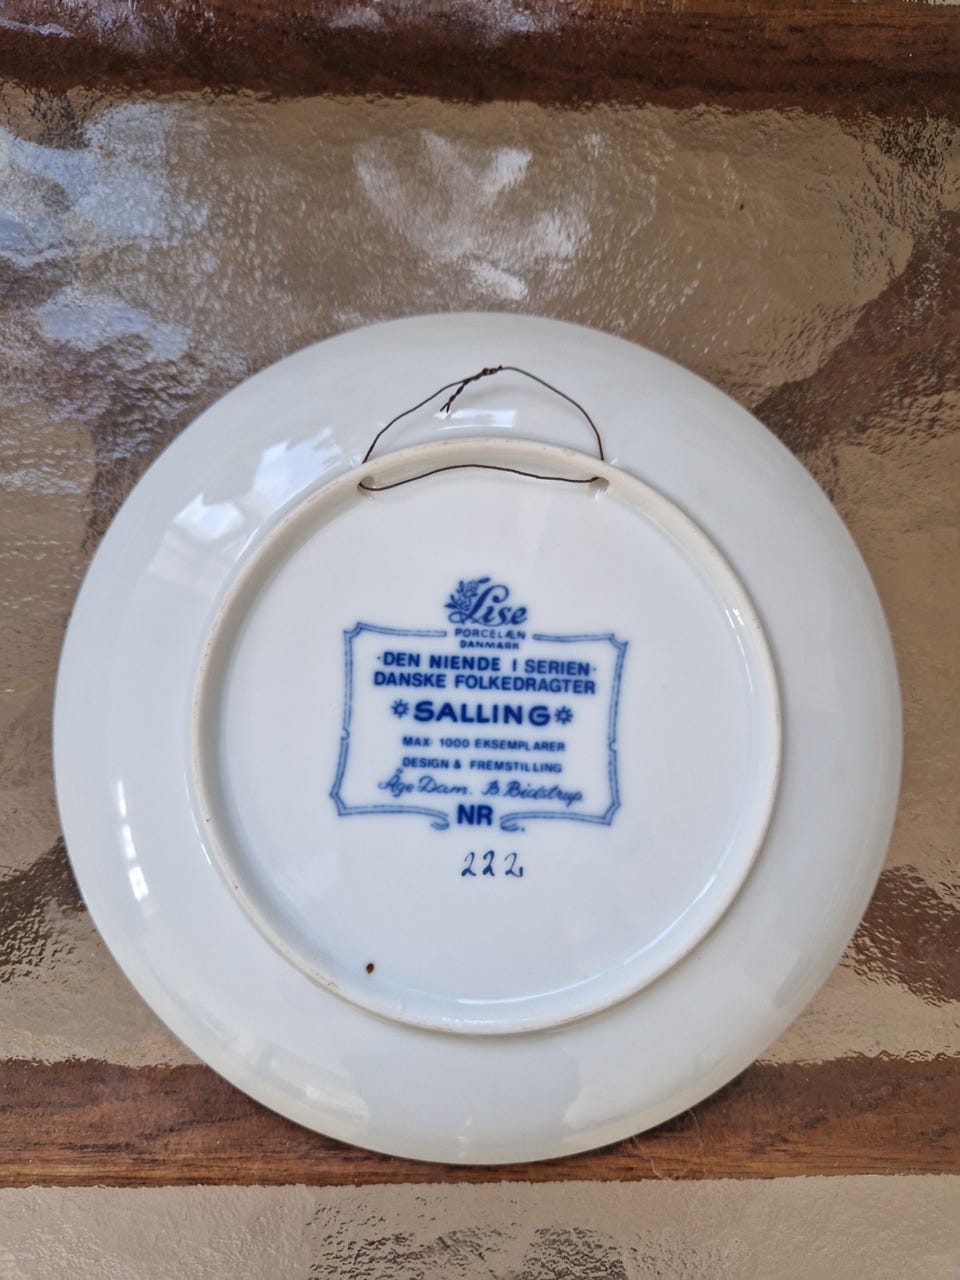 Lise
PORCELÆN
DANMARK
·DEN NIENDE I SERIEN·
DANSKE FOLKEDRAGTER
SALLING
MAX· 1000 EKSEMPLARER
DESIGN & FREMSTILLING
Åge Dam. B. Bidstrup
NR.
222